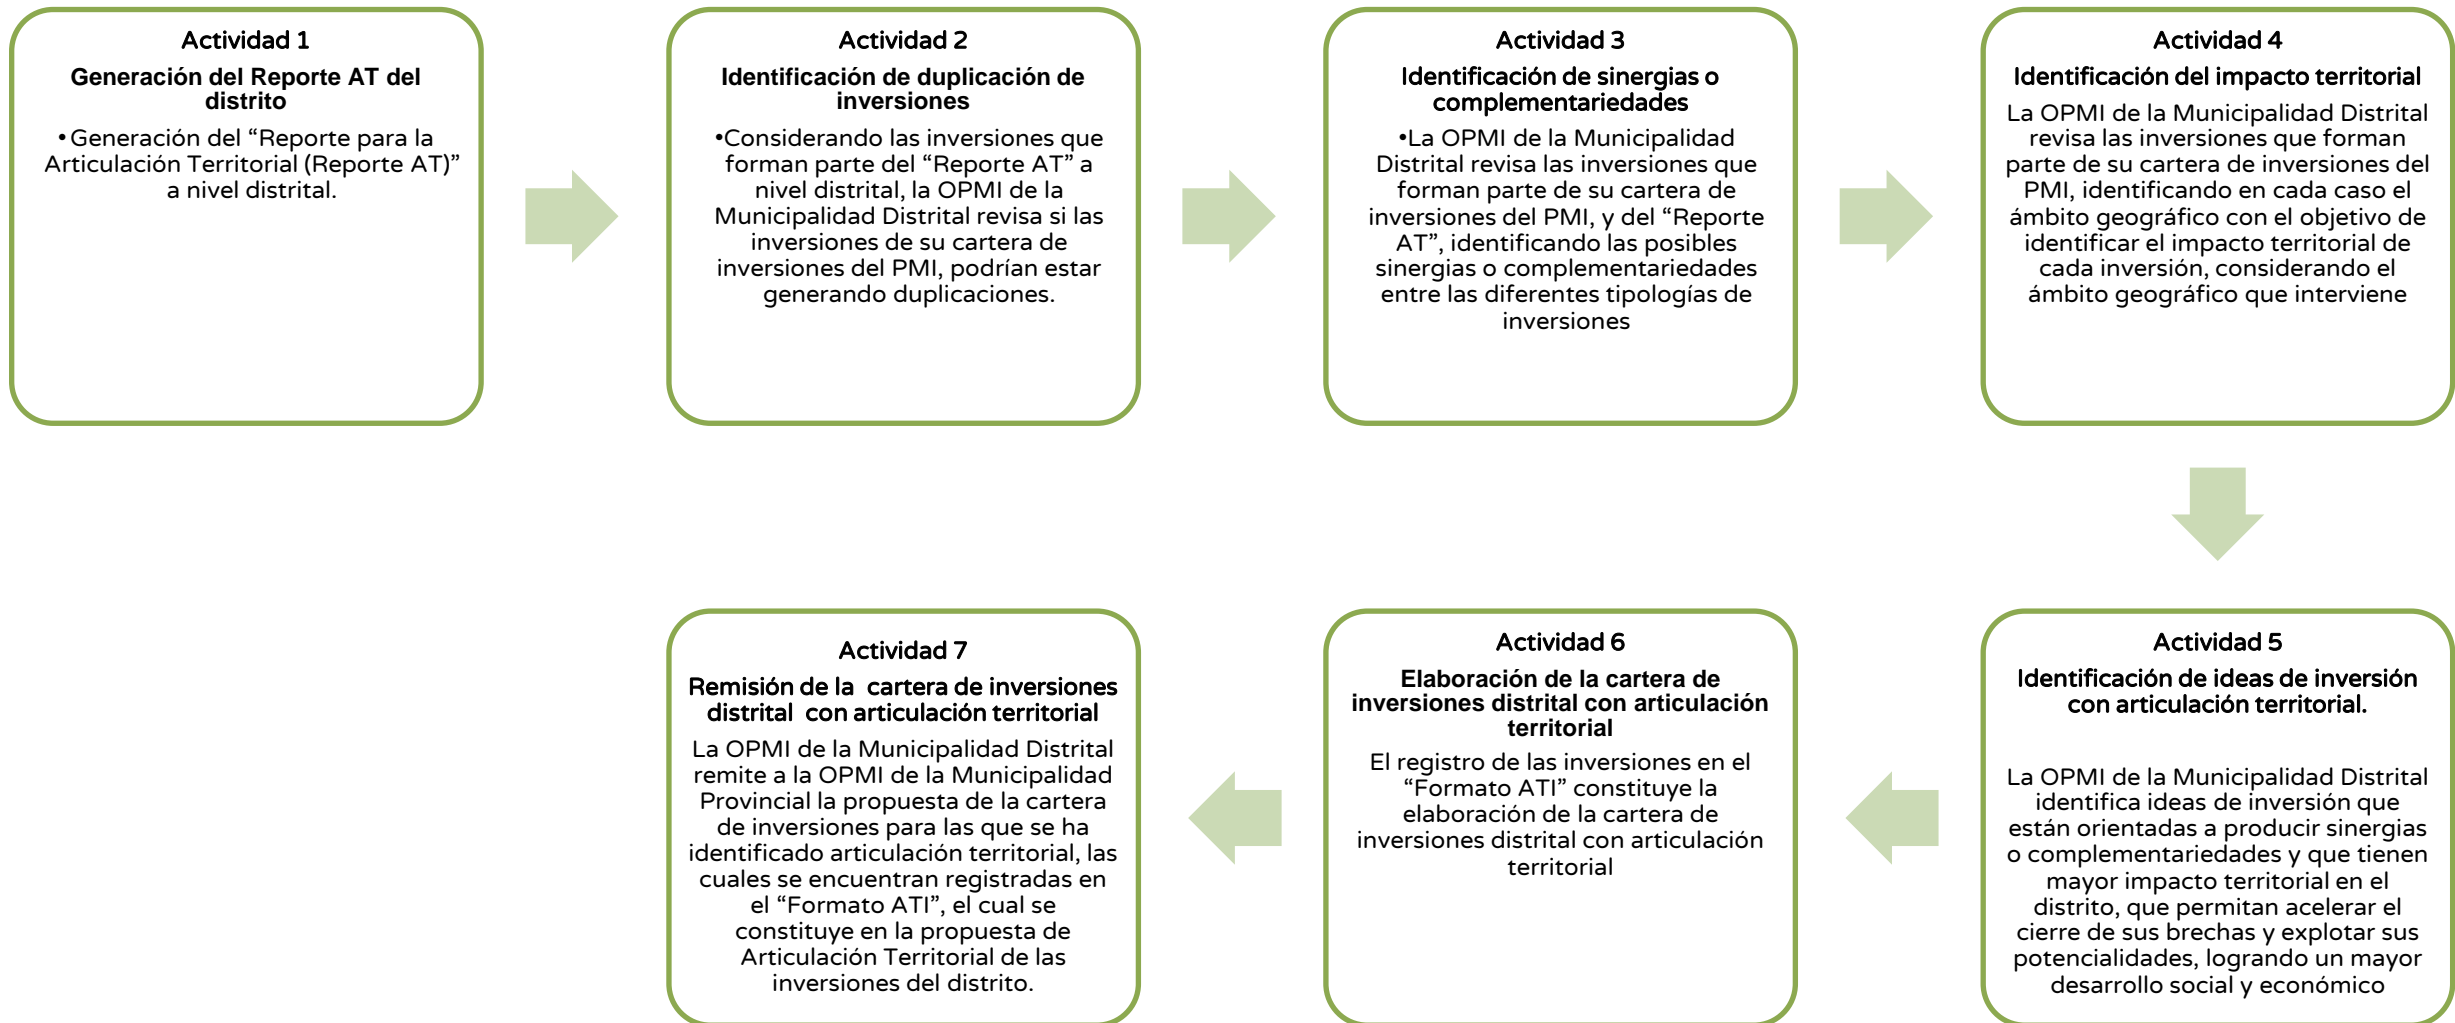 Actividad 1
Generación del Reporte AT del
distrito
•Generación del “Reporte para la
Articulación Territorial (Reporte AT)”
a nivel distrital.
Actividad 2
Identificación de duplicación de
inversiones
•Considerando las inversiones que
forman parte del “Reporte AT” a
nivel distrital, la OPMI de la
Municipalidad Distrital revisa si las
inversiones de su cartera de
inversiones del PMI, podrían estar
generando duplicaciones.
Actividad 3
Identificación de sinergias o
complementariedades
•La OPMI de la Municipalidad
Distrital revisa las inversiones que
forman parte de su cartera de
inversiones del PMI, y del “Reporte
AT”, identificando las posibles
sinergias o complementariedades
entre las diferentes tipologías de
inversiones
Actividad 4
Identificación del impacto territorial
La OPMI de la Municipalidad Distrital
revisa las inversiones que forman
parte de su cartera de inversiones del
PMI, identificando en cada caso el
ámbito geográfico con el objetivo de
identificar el impacto territorial de
cada inversión, considerando el
ámbito geográfico que interviene
Actividad 5
Identificación de ideas de inversión
con articulación territorial.
La OPMI de la Municipalidad Distrital
identifica ideas de inversión que
están orientadas a producir sinergias
o complementariedades y que tienen
mayor impacto territorial en el
distrito, que permitan acelerar el
cierre de sus brechas y explotar sus
potencialidades, logrando un mayor
desarrollo social y económico
Actividad 6
Elaboración de la cartera de
inversiones distrital con articulación
territorial
El registro de las inversiones en el
“Formato ATI” constituye la
elaboración de la cartera de
inversiones distrital con articulación
territorial
Actividad 7
Remisión de la cartera de inversiones
distrital con articulación territorial
La OPMI de la Municipalidad Distrital
remite a la OPMI de la Municipalidad
Provincial la propuesta de la cartera
de inversiones para las que se ha
identificado articulación territorial, las
cuales se encuentran registradas en
el “Formato ATI”, el cual se
constituye en la propuesta de
Articulación Territorial de las
inversiones del distrito.